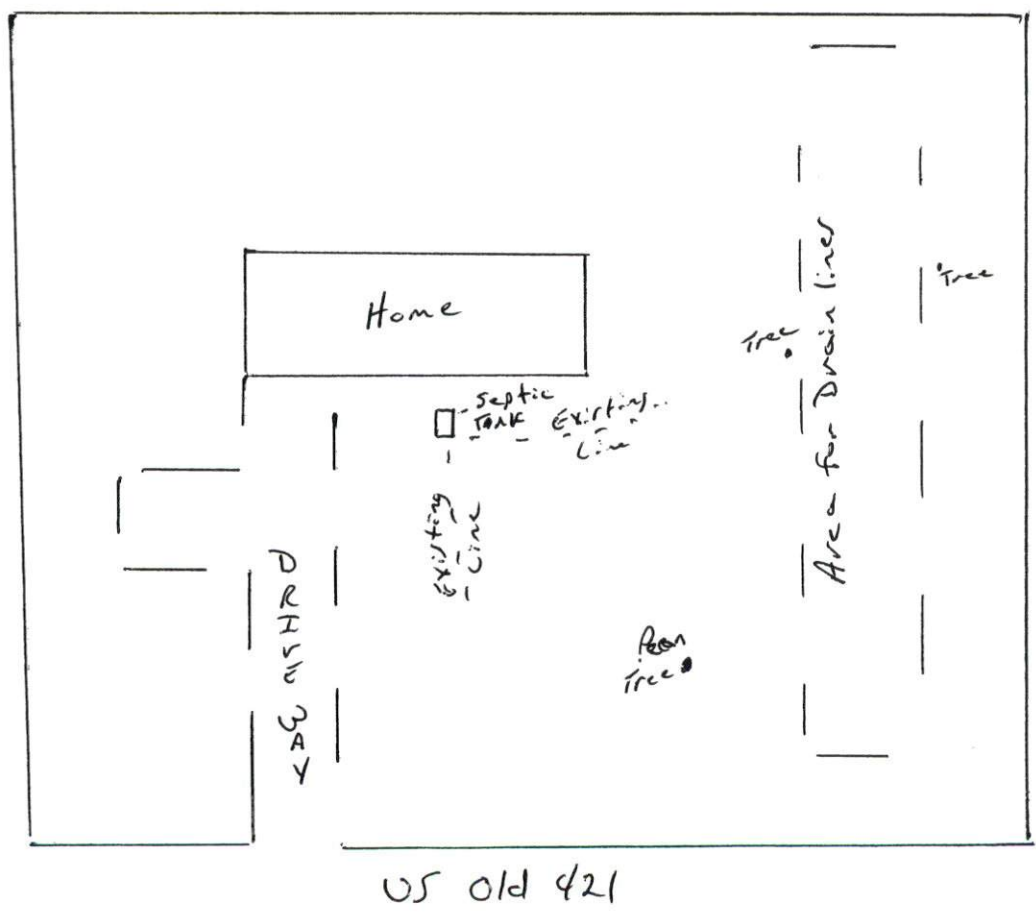 Home
Tree
Tree
Area for Drain lines
Septic
TANK
Existing
Line
Existing
Line
DRIVE WAY
Pecan
Tree
US Old 421